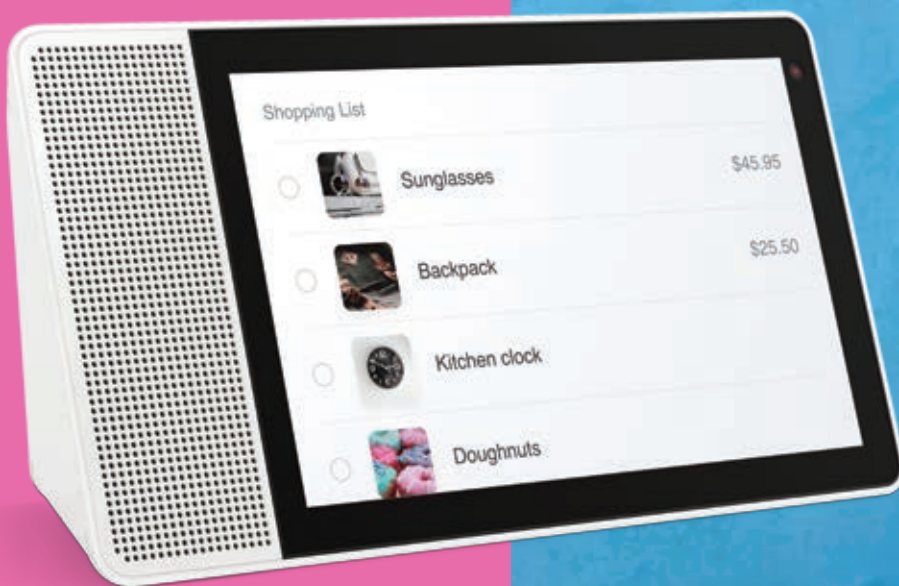 Shopping List
Sunglasses $45.95
Backpack $25.50
Kitchen clock
Doughnuts